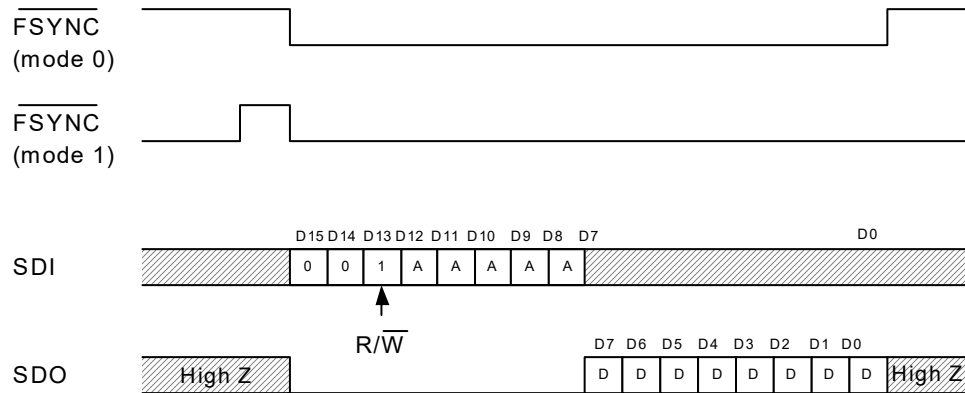 FSYNC
(mode 0)
FSYNC
(mode 1)
D15 D14 D13 D12 D11 D10 D9 D8 D7 D0
SDI 0 0 1 A A A A A
R/W
D7 D6 D5 D4 D3 D2 D1 D0
SDO High Z D D D D D D D D High Z